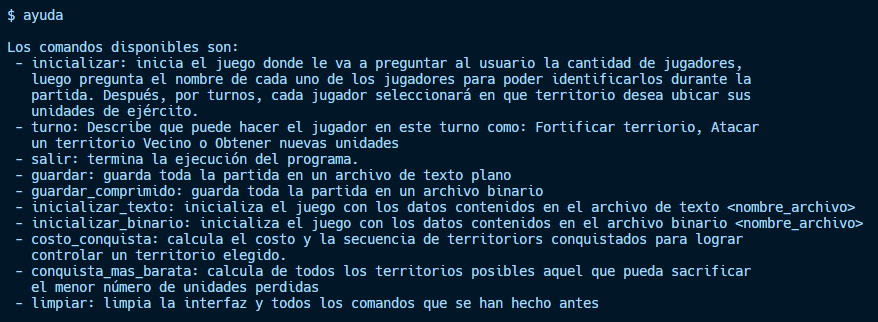 $ ayuda
Los comandos disponibles son:
- inicializar: inicia el juego donde le va a preguntar al usuario la cantidad de jugadores,
luego pregunta el nombre de cada uno de los jugadores para poder identificarlos durante la
partida. Después, por turnos, cada jugador seleccionará en que territorio desea ubicar sus
unidades de ejército.
- turno: Describe que puede hacer el jugador en este turno como: Fortificar terriorio, Atacar
un territorio Vecino o Obtener nuevas unidades
- salir: termina la ejecución del programa.
- guardar: guarda toda la partida en un archivo de texto plano
- guardar_comprimido: guarda toda la partida en un archivo binario
- inicializar_texto: inicializa el juego con los datos contenidos en el archivo de texto <nombre_archivo>
- inicializar_binario: inicializa el juego con los datos contenidos en el archivo binario <nombre_archivo>
- costo_conquista: calcula el costo y la secuencia de territoriors conquistados para lograr
controlar un territorio elegido.
- conquista_mas_barata: calcula de todos los territorios posibles aquel que pueda sacrificar
el menor número de unidades perdidas
- limpiar: limpia la interfaz y todos los comandos que se han hecho antes